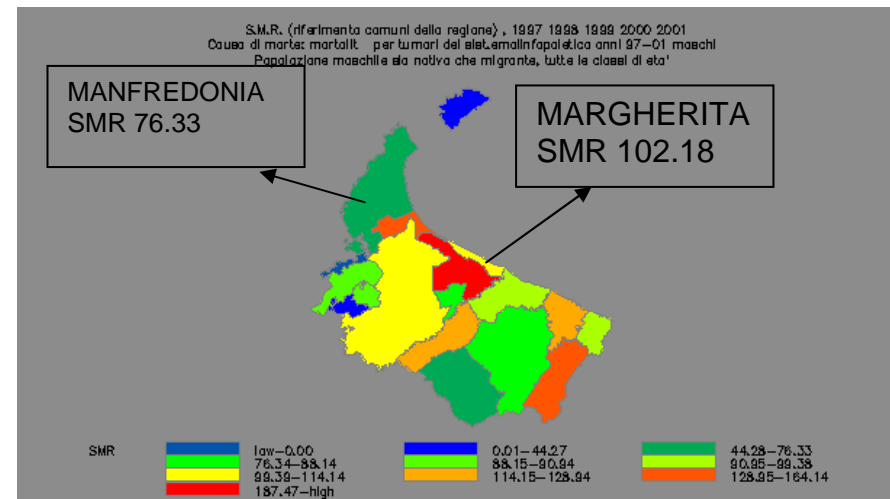 S.M.R. (riferimento comuni della regione) , 1997 1998 1999 2000 2001
Causa di morte: mortalit per tumori del sistemalinfopoietico anni 97-01 maschi
Popolazione maschile sia nativa che migrante, tutte le classi di eta'
MANFREDONIA
SMR 76.33
MARGHERITA
SMR 102.18
SMR
low-0.00 0.01-44.27 44.28-76.33
76.34-88.14 88.15-90.94 90.95-99.38
99.39-114.14 114.15-128.94 128.95-164.14
187.47-high